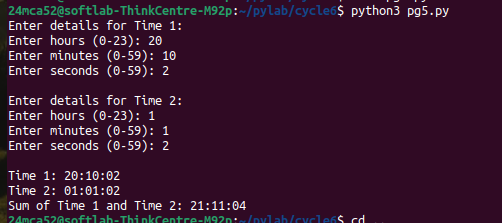 24mca52@softlab-ThinkCentre-M92p:~/pylab/cycle6$ python3 pg5.py
Enter details for Time 1:
Enter hours (0-23): 20
Enter minutes (0-59): 10
Enter seconds (0-59): 2
Enter details for Time 2:
Enter hours (0-23): 1
Enter minutes (0-59): 1
Enter seconds (0-59): 2
Time 1: 20:10:02
Time 2: 01:01:02
Sum of Time 1 and Time 2: 21:11:04
24mca52@softlab-ThinkCentre-M92p:~/pylab/cycle6$ cd